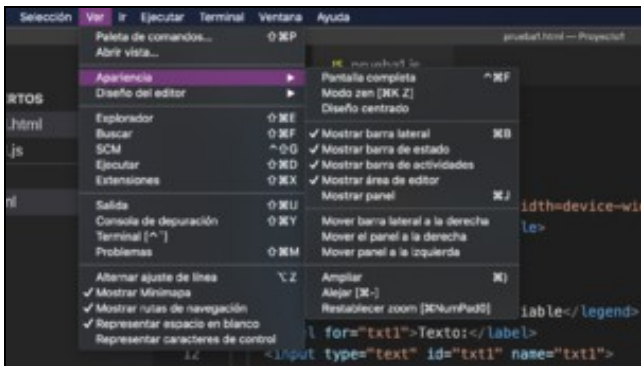 Selección Ver Ir Ejecutar Terminal Ventana Ayuda
prueba1.html — Proyecto1
prueba1.js
Paleta de comandos... ⇧⌘P
Abrir vista...
Apariencia ▶
Diseño del editor ▶
Explorador ⇧⌘E
Buscar ⇧⌘F
SCM ^⇧G
Ejecutar ⇧⌘D
Extensiones ⇧⌘X
Salida ⇧⌘U
Consola de depuración ⇧⌘Y
Terminal [^`]
Problemas ⇧⌘M
Alternar ajuste de línea ⌥Z
✓ Mostrar Minimapa
✓ Mostrar rutas de navegación
✓ Representar espacio en blanco
Representar caracteres de control
Pantalla completa ^⌘F
Modo zen [⌘K Z]
Diseño centrado
✓ Mostrar barra lateral ⌘B
✓ Mostrar barra de estado
✓ Mostrar barra de actividades
✓ Mostrar área de editor
Mostrar panel ⌘J
Mover barra lateral a la derecha
Mover el panel a la derecha
Mover panel a la izquierda
Ampliar ⌘)
Alejar [⌘-]
Restablecer zoom [⌘NumPad0]
ERTOS
.html
.js
ml
idth=device-wi
le>
iable</legend>
l for="txt1">Texto:</label>
12 <input type="text" id="txt1" name="txt1">